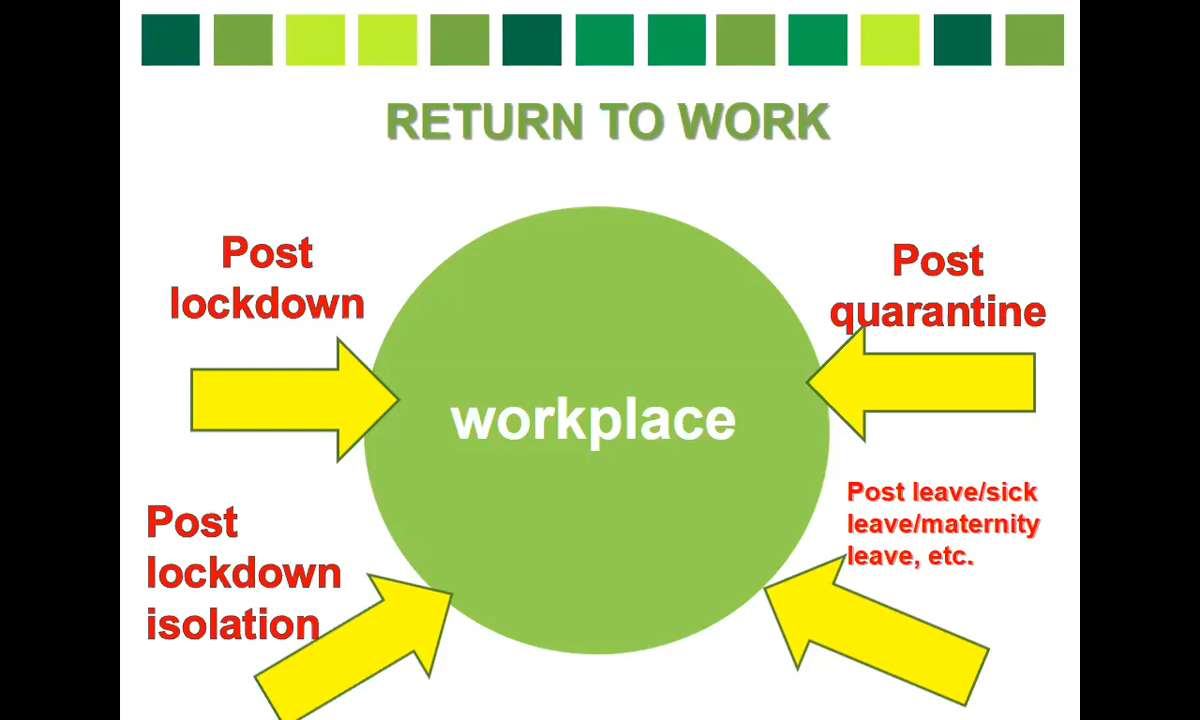 RETURN TO WORK
Post
lockdown
Post
quarantine
workplace
Post leave/sick
leave/maternity
leave, etc.
Post
lockdown
isolation